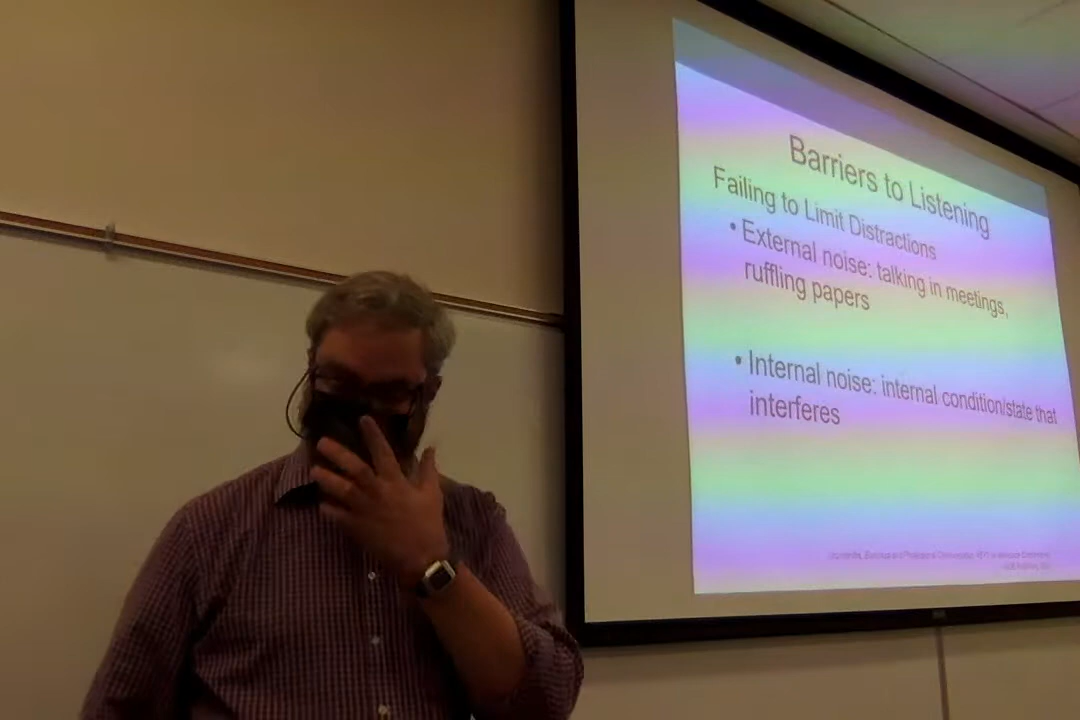 Barriers to Listening
Failing to Limit Distractions
• External noise: talking in meetings,
ruffling papers
• Internal noise: internal condition/state that
interferes